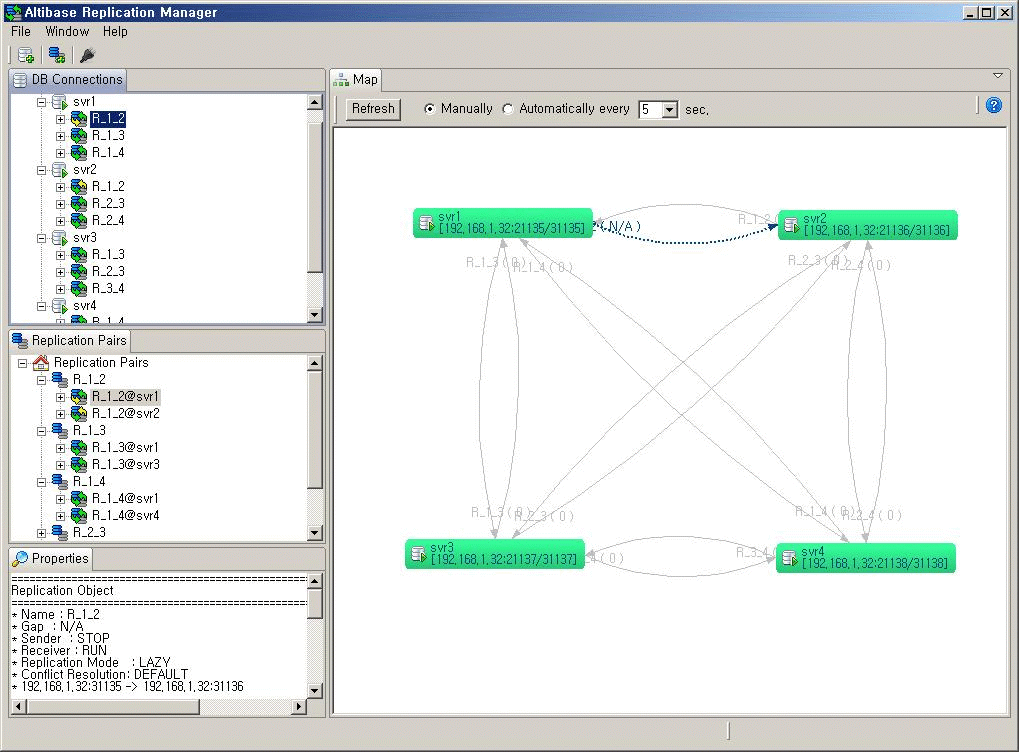 Altibase Replication Manager
File Window Help
DB Connections
svr1
R_1_2
R_1_3
R_1_4
svr2
R_1_2
R_2_3
R_2_4
svr3
R_1_3
R_2_3
R_3_4
svr4
R_1_4
Replication Pairs
Replication Pairs
R_1_2
R_1_2@svr1
R_1_2@svr2
R_1_3
R_1_3@svr1
R_1_3@svr3
R_1_4
R_1_4@svr1
R_1_4@svr4
R_2_3
Properties
Replication Object
* Name : R_1_2
* Gap : N/A
* Sender : STOP
* Receiver : RUN
* Replication Mode : LAZY
* Conflict Resolution: DEFAULT
* 192.168.1.32:31135 -> 192.168.1.32:31136
Map
Refresh Manually Automatically every 5 sec.
svr1
[192.168.1.32:21135/31135]
(N/A)
R_1_2
svr2
[192.168.1.32:21136/31136]
R_1_3(0)
R_1_4(0)
R_2_3(0)
R_2_4(0)
R_1_3(0)
R_2_3(0)
R_1_4(0)
R_2_4(0)
svr3
[192.168.1.32:21137/31137]
(0)
R_3_4
svr4
[192.168.1.32:21138/31138]